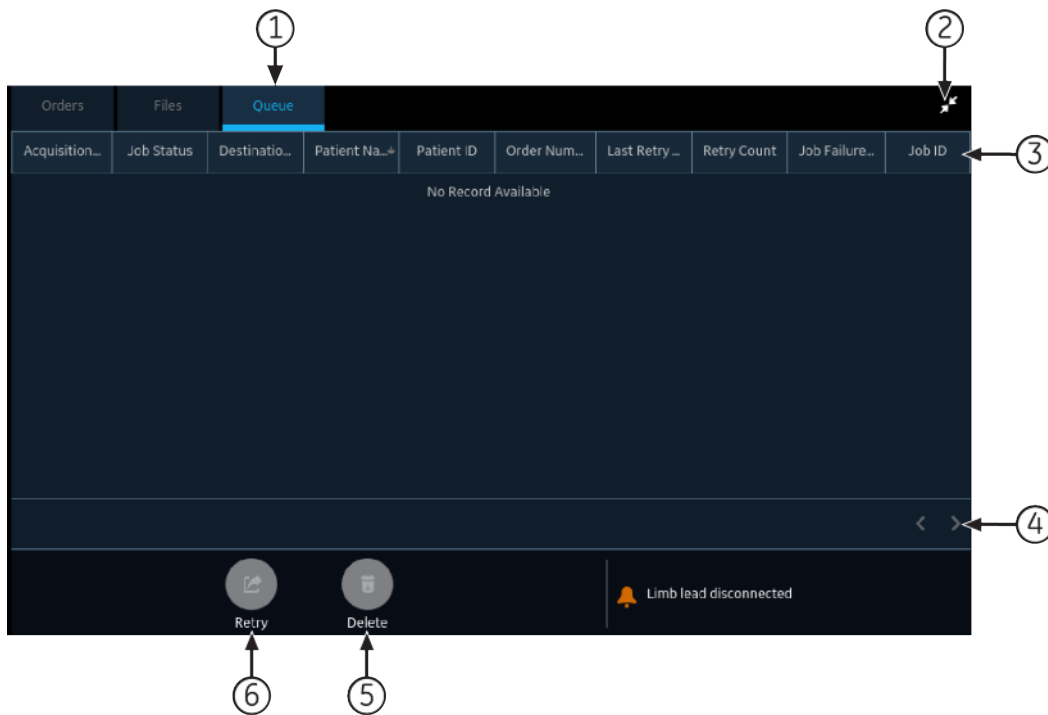 1 2
Orders Files Queue
Acquisition... Job Status Destinatio... Patient Na... Patient ID Order Num... Last Retry ... Retry Count Job Failure... Job ID 3
No Record Available
4
Limb lead disconnected
Retry Delete
6 5